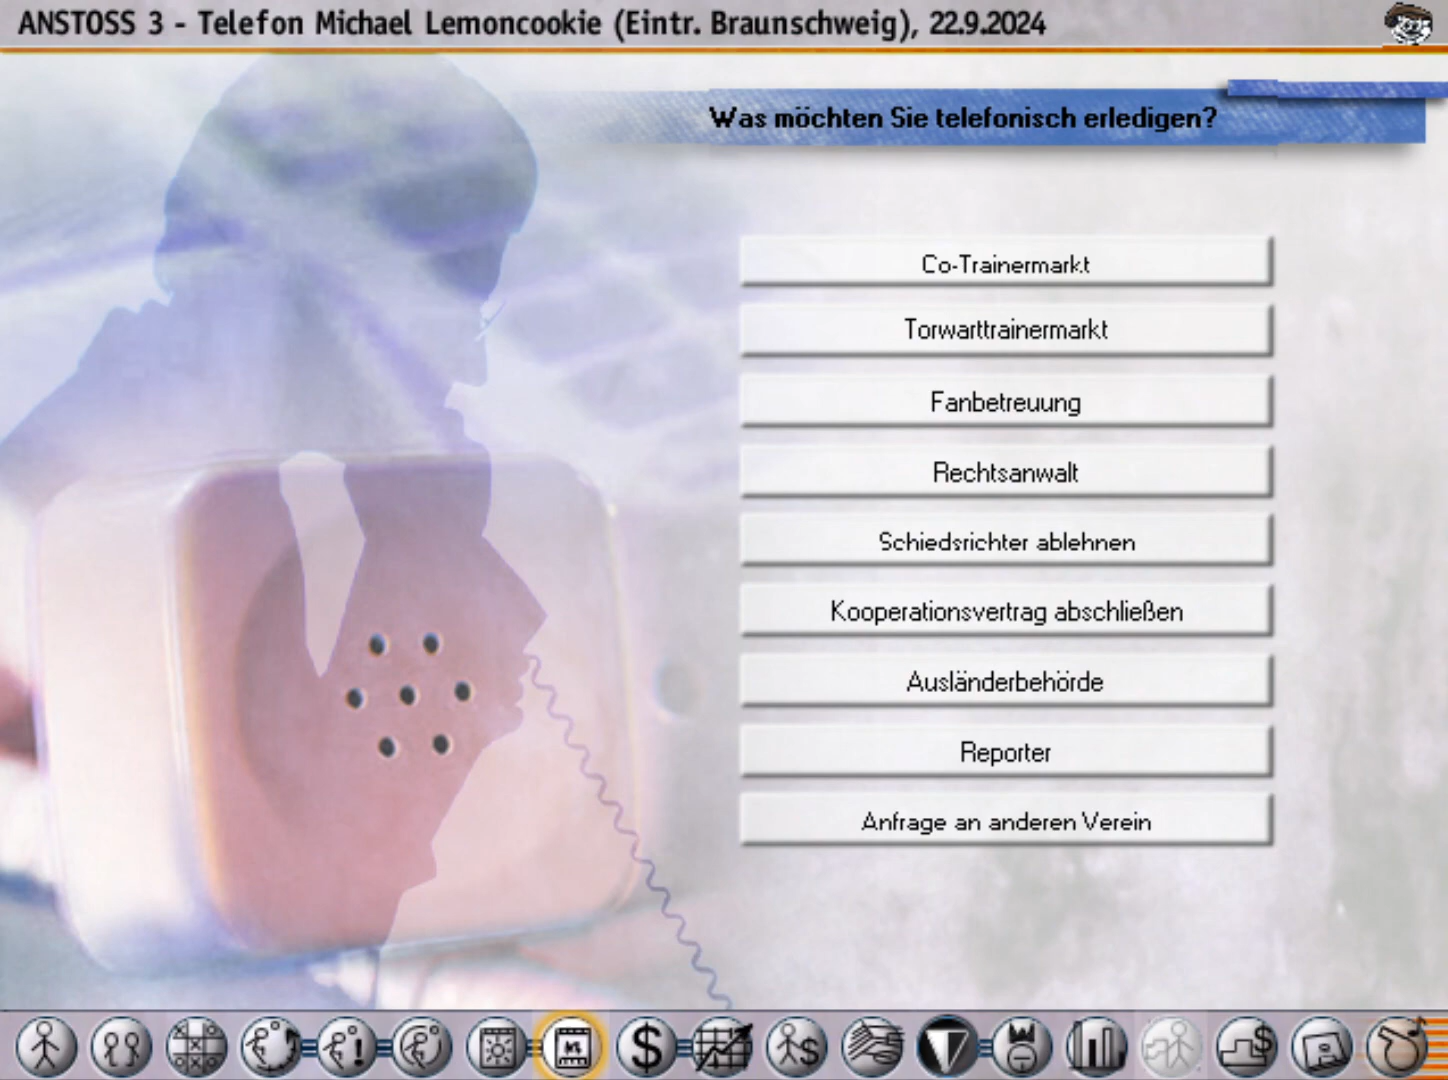 ANSTOSS 3 - Telefon Michael Lemoncookie (Eintr. Braunschweig), 22.9.2024
Was möchten Sie telefonisch erledigen?
Co-Trainermarkt
Torwarttrainermarkt
Fanbetreuung
Rechtsanwalt
Schiedsrichter ablehnen
Kooperationsvertrag abschließen
Ausländerbehörde
Reporter
Anfrage an anderen Verein